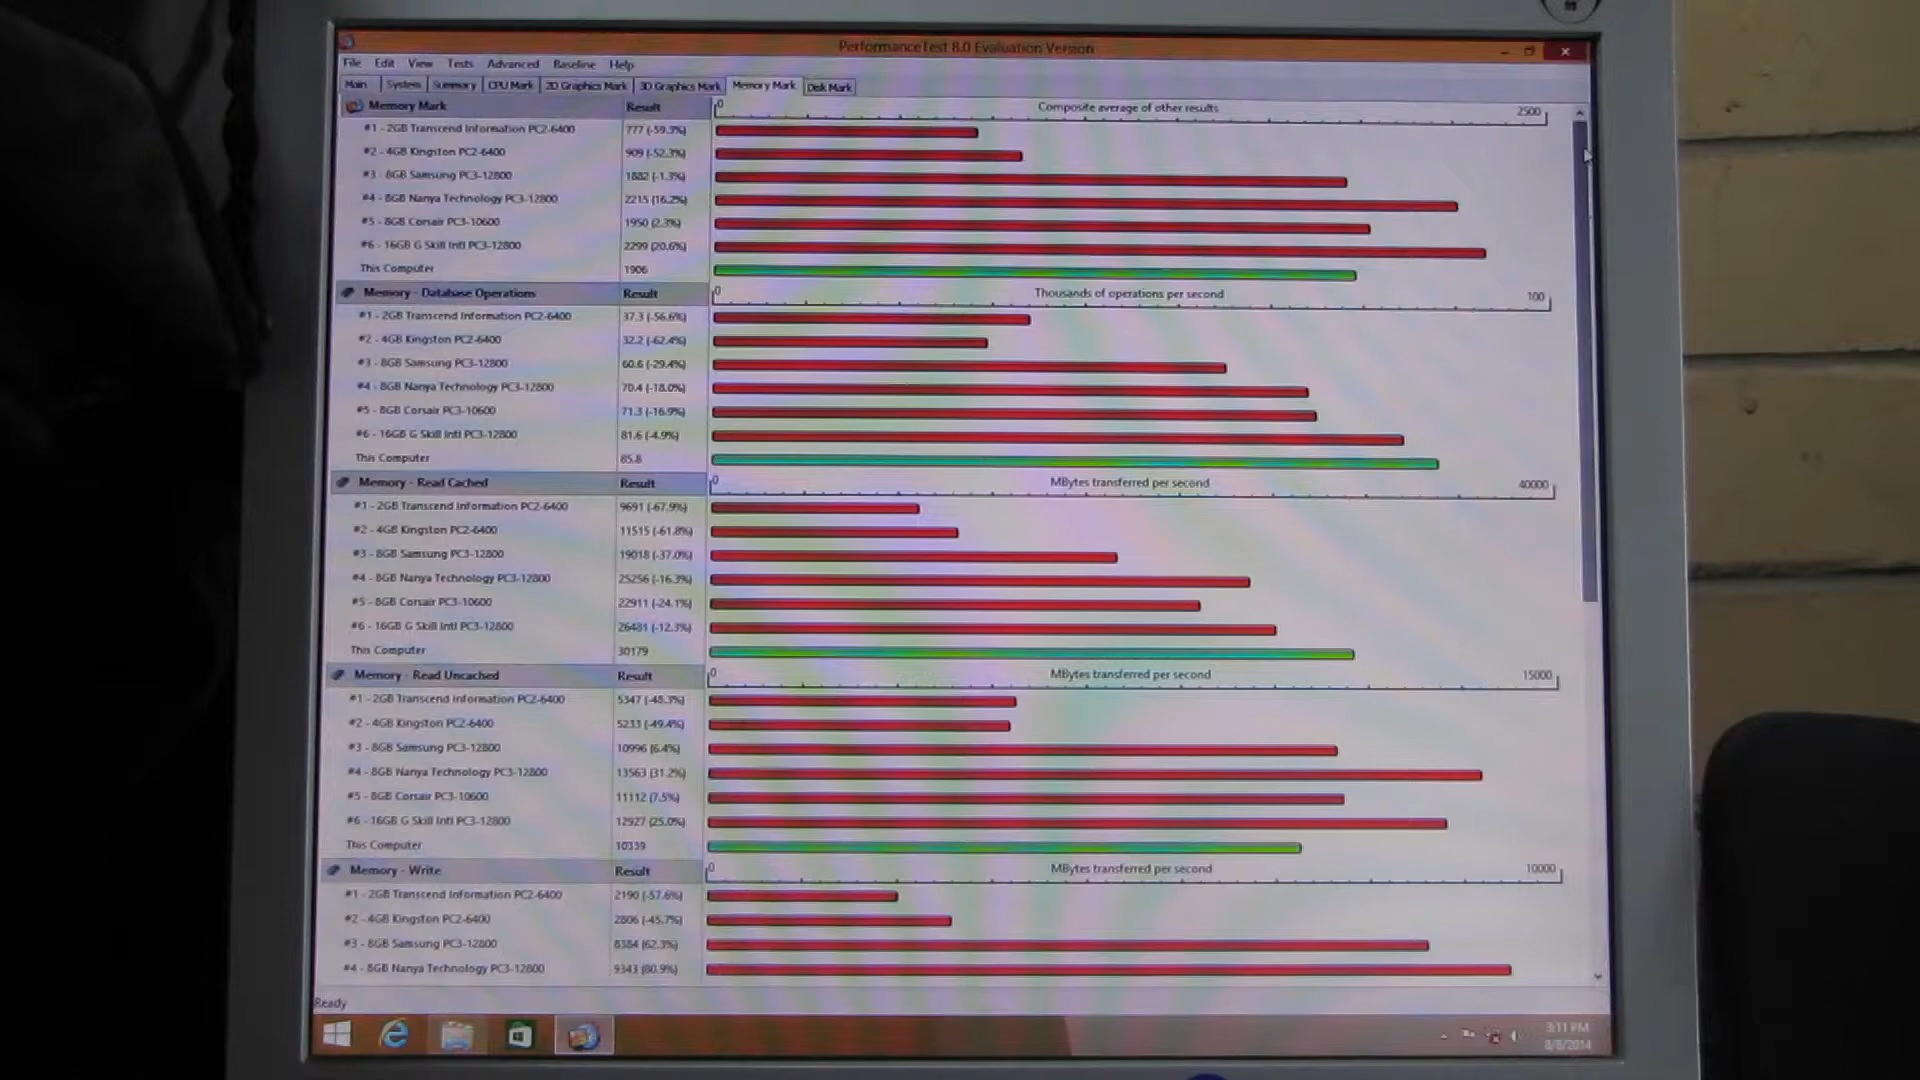 PerformanceTest 8.0 Evaluation Version
File Edit View Tests Advanced Baseline Help
Main System Summary CPU Mark 2D Graphics Mark 3D Graphics Mark Memory Mark Disk Mark
Memory Mark Result 0 Composite average of other results 2500
#1 - 2GB Transcend Information PC2-6400 777 (-59.3%)
#2 - 4GB Kingston PC2-6400 909 (-52.3%)
#3 - 8GB Samsung PC3-12800 1882 (-1.3%)
#4 - 8GB Nanya Technology PC3-12800 2215 (16.2%)
#5 - 8GB Corsair PC3-10600 1950 (2.3%)
#6 - 16GB G Skill Intl PC3-12800 2299 (20.6%)
This Computer 1906
Memory - Database Operations Result 0 Thousands of operations per second 100
#1 - 2GB Transcend Information PC2-6400 37.3 (-56.6%)
#2 - 4GB Kingston PC2-6400 32.2 (-62.4%)
#3 - 8GB Samsung PC3-12800 60.6 (-29.4%)
#4 - 8GB Nanya Technology PC3-12800 70.4 (-18.0%)
#5 - 8GB Corsair PC3-10600 71.3 (-16.9%)
#6 - 16GB G Skill Intl PC3-12800 81.6 (-4.9%)
This Computer 85.8
Memory - Read Cached Result 0 MBytes transferred per second 40000
#1 - 2GB Transcend Information PC2-6400 9691 (-67.9%)
#2 - 4GB Kingston PC2-6400 11515 (-61.8%)
#3 - 8GB Samsung PC3-12800 19018 (-37.0%)
#4 - 8GB Nanya Technology PC3-12800 25256 (-16.3%)
#5 - 8GB Corsair PC3-10600 22911 (-24.1%)
#6 - 16GB G Skill Intl PC3-12800 26481 (-12.3%)
This Computer 30179
Memory - Read Uncached Result 0 MBytes transferred per second 15000
#1 - 2GB Transcend Information PC2-6400 5347 (-48.3%)
#2 - 4GB Kingston PC2-6400 5233 (-49.4%)
#3 - 8GB Samsung PC3-12800 10996 (6.4%)
#4 - 8GB Nanya Technology PC3-12800 13563 (31.2%)
#5 - 8GB Corsair PC3-10600 11112 (7.5%)
#6 - 16GB G Skill Intl PC3-12800 12927 (25.0%)
This Computer 10339
Memory - Write Result 0 MBytes transferred per second 10000
#1 - 2GB Transcend Information PC2-6400 2190 (-57.6%)
#2 - 4GB Kingston PC2-6400 2806 (-45.7%)
#3 - 8GB Samsung PC3-12800 8384 (62.3%)
#4 - 8GB Nanya Technology PC3-12800 9343 (80.9%)
Ready
3:11 PM
8/8/2014